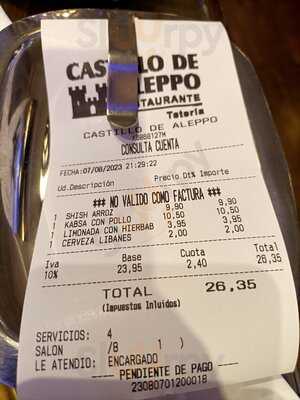 CASTILLO DE
ALEPPO
RESTAURANTE
Teteria
CASTILLO DE ALEPPO
CONSULTA CUENTA
FECHA:07/08/2023 21:29:22
Ud.Descripción Precio Dt% Importe
### NO VALIDO COMO FACTURA ###
1 SHISH ARROZ 9,90 9,90
1 KABSA CON POLLO 10,50 10,50
1 LIMONADA CON HIERBAB 3,95 3,95
1 CERVEZA LIBANES 2,00 2,00
Iva Base Cuota Total
10% 23,95 2,40 26,35
TOTAL 26,35
(Impuestos Incluidos)
SERVICIOS: 4
SALON /8 1 )
LE ATENDIO: ENCARGADO
---- PENDIENTE DE PAGO ----
23080701200018